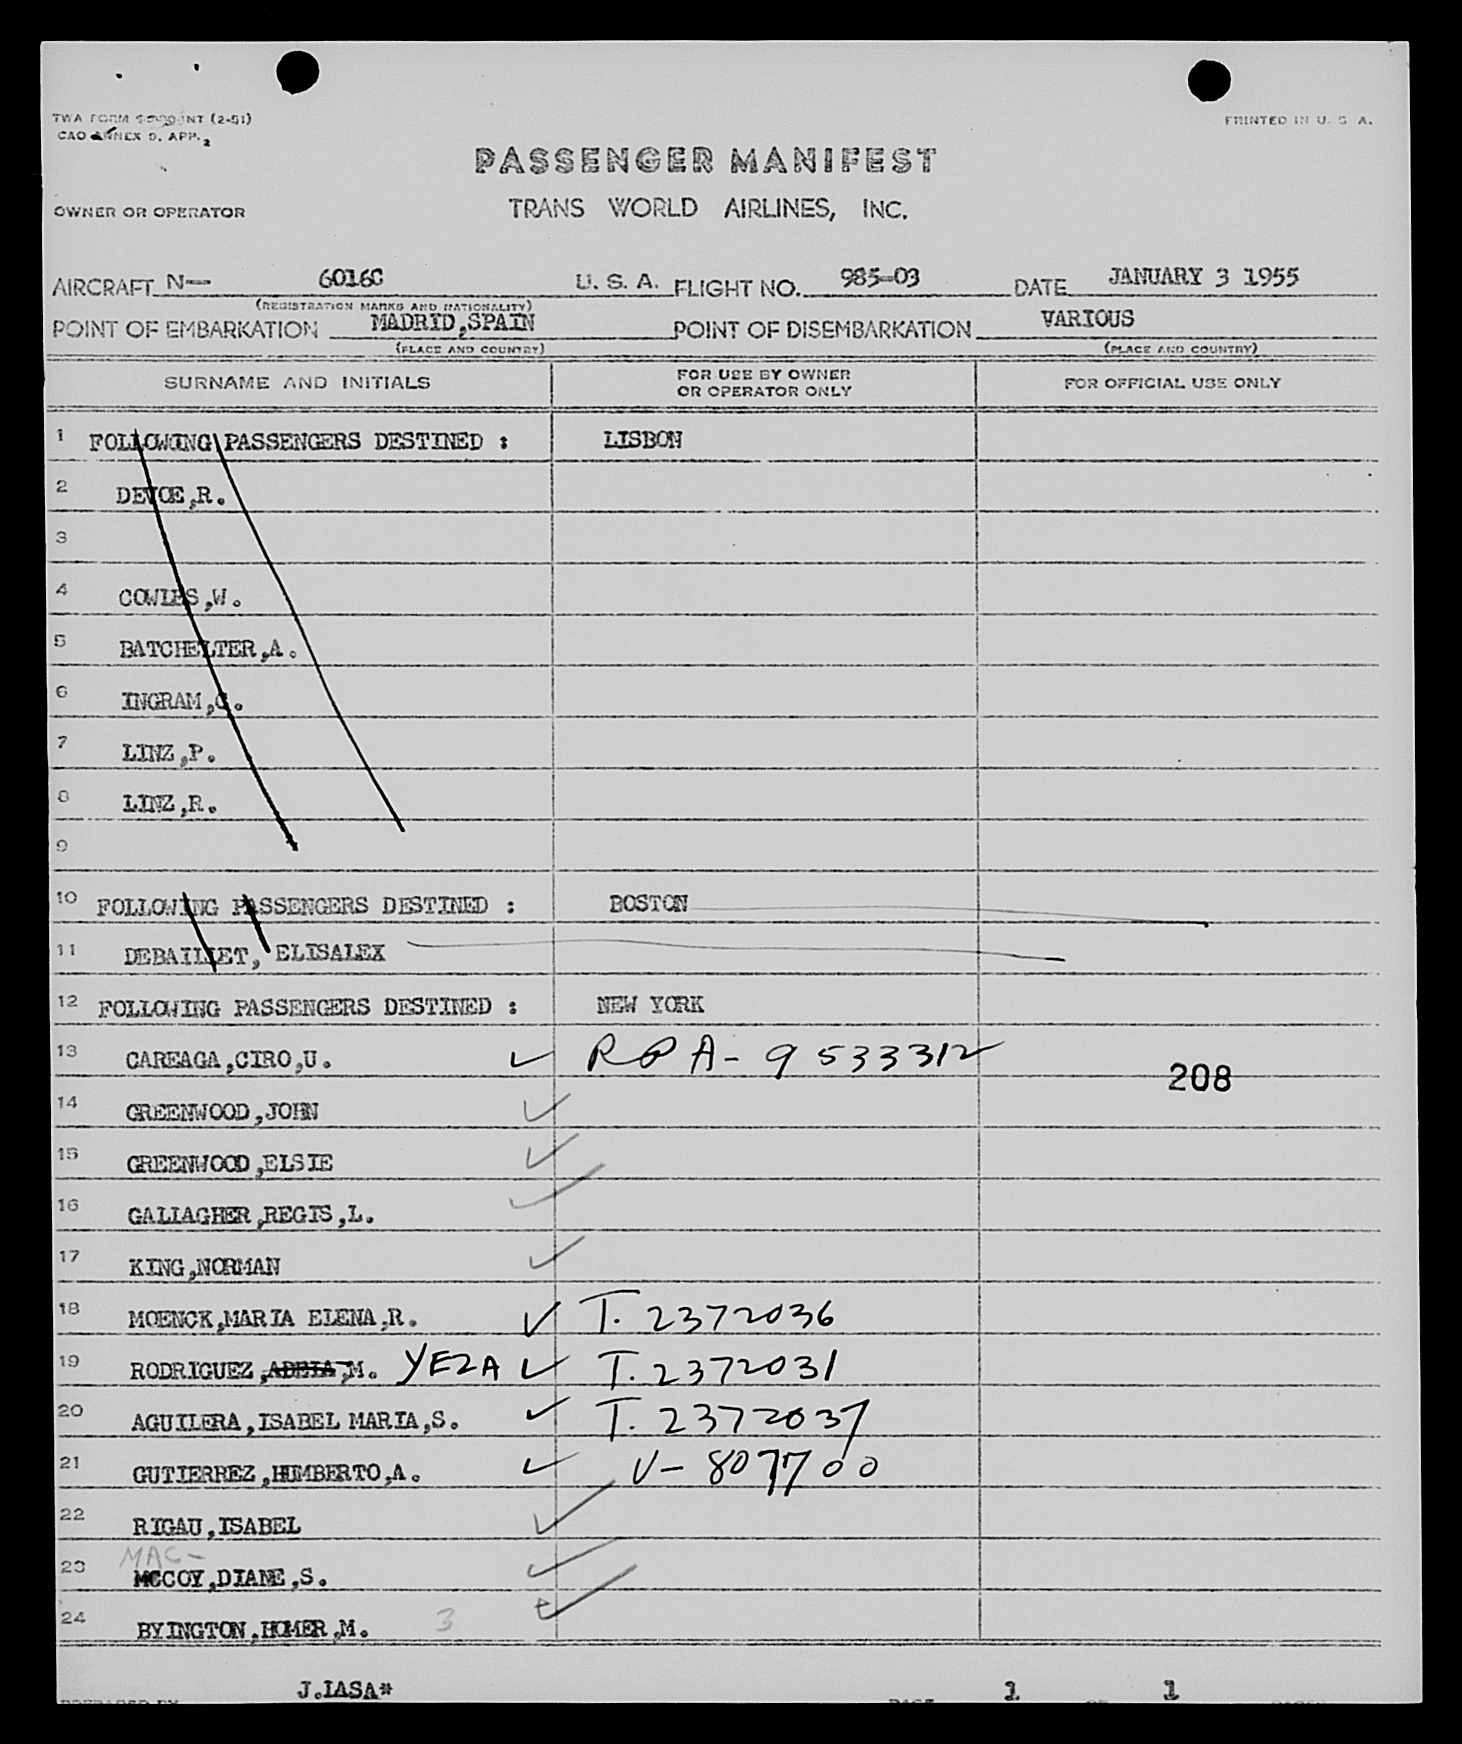 TWA FORM INT (2-51)
PRINTED IN U. S. A.
CAO ANNEX 9, APP. 2
PASSENGER MANIFEST
OWNER OR OPERATOR TRANS WORLD AIRLINES, INC.
AIRCRAFT N— 6016C U. S. A. FLIGHT NO. 985-03 DATE JANUARY 3 1955
(REGISTRATION MARKS AND NATIONALITY)
POINT OF EMBARKATION MADRID,SPAIN POINT OF DISEMBARKATION VARIOUS
(PLACE AND COUNTRY) (PLACE AND COUNTRY)
SURNAME AND INITIALS FOR USE BY OWNER OR OPERATOR ONLY FOR OFFICIAL USE ONLY
1 FOLLOWING PASSENGERS DESTINED : LISBON
2 DEVOE,R.
3
4 COWLES,W.
5 BATCHELTER,A.
6 INGRAM,C.
7 LINZ,P.
8 LINZ,R.
9
10 FOLLOWING PASSENGERS DESTINED : BOSTON
11 DEBAILLET, ELISALEX
12 FOLLOWING PASSENGERS DESTINED : NEW YORK
13 CAREAGA,CIRO,U. ✓ RPA-9533312
208
14 GREENWOOD,JOHN ✓
15 GREENWOOD,ELSIE ✓
16 GALLAGHER,REGIS,L. ✓
17 KING,NORMAN ✓
18 MOENCK,MARIA ELENA,R. ✓ T. 2372036
19 RODRIGUEZ,ADRIA,M. YEZA ✓ T. 2372031
20 AGUILERA,ISABEL MARIA,S. ✓ T. 2372037
21 GUTIERREZ,HUMBERTO,A. ✓ V-807700
22 RIGAU,ISABEL ✓
MAC-
23 MCCOY,DIANE,S. ✓
24 BYINGTON,HOMER,M. 3 ✓
J.IASA*
1 1